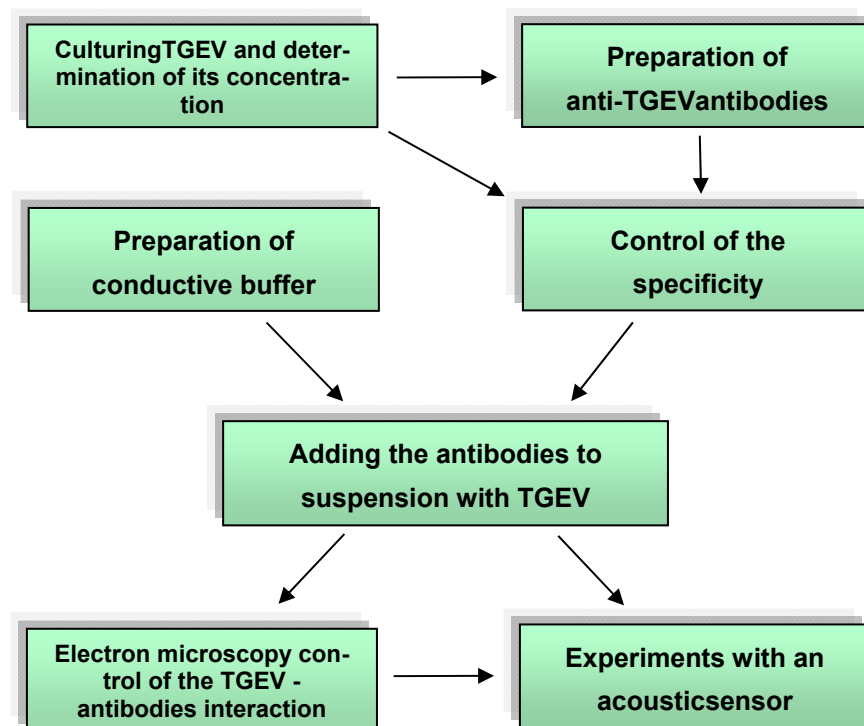 CulturingTGEV and deter-
mination of its concentra-
tion
Preparation of
anti-TGEVantibodies
Preparation of
conductive buffer
Control of the
specificity
Adding the antibodies to
suspension with TGEV
Electron microscopy con-
trol of the TGEV -
antibodies interaction
Experiments with an
acousticsensor